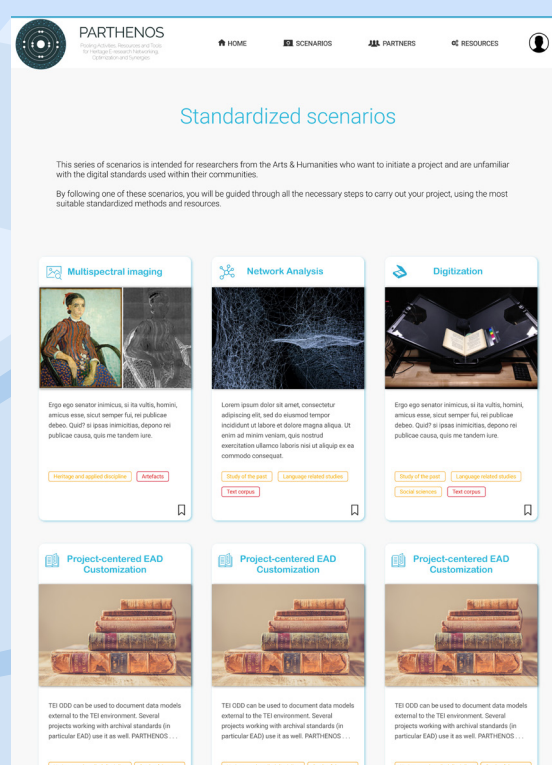 PARTHENOS
Pooling Activities, Resources and Tools
for Heritage E-research Networking,
Optimization and Synergies
HOME
SCENARIOS
PARTNERS
RESOURCES
Standardized scenarios
This series of scenarios is intended for researchers from the Arts & Humanities who want to initiate a project and are unfamiliar
with the digital standards used within their communities.
By following one of these scenarios, you will be guided through all the necessary steps to carry out your project, using the most
suitable standardized methods and resources.
Multispectral imaging
Ergo ego senator inimicus, si ita vultis, homini,
amicus esse, sicut semper fui, rei publicae
debeo. Quid? si ipsas inimicitias, depono rei
publicae causa, quis me tandem iure.
Heritage and applied discipline
Artefacts
Network Analysis
Lorem ipsum dolor sit amet, consectetur
adipiscing elit, sed do eiusmod tempor
incididunt ut labore et dolore magna aliqua. Ut
enim ad minim veniam, quis nostrud
exercitation ullamco laboris nisi ut aliquip ex ea
commodo consequat.
Study of the past
Language related studies
Text corpus
Digitization
Ergo ego senator inimicus, si ita vultis, homini,
amicus esse, sicut semper fui, rei publicae
debeo. Quid? si ipsas inimicitias, depono rei
publicae causa, quis me tandem iure.
Study of the past
Language related studies
Social sciences
Text corpus
Project-centered EAD
Customization
TEI ODD can be used to document data models
external to the TEI environment. Several
projects working with archival standards (in
particular EAD) use it as well. PARTHENOS . . .
Project-centered EAD
Customization
TEI ODD can be used to document data models
external to the TEI environment. Several
projects working with archival standards (in
particular EAD) use it as well. PARTHENOS . . .
Project-centered EAD
Customization
TEI ODD can be used to document data models
external to the TEI environment. Several
projects working with archival standards (in
particular EAD) use it as well. PARTHENOS . . .